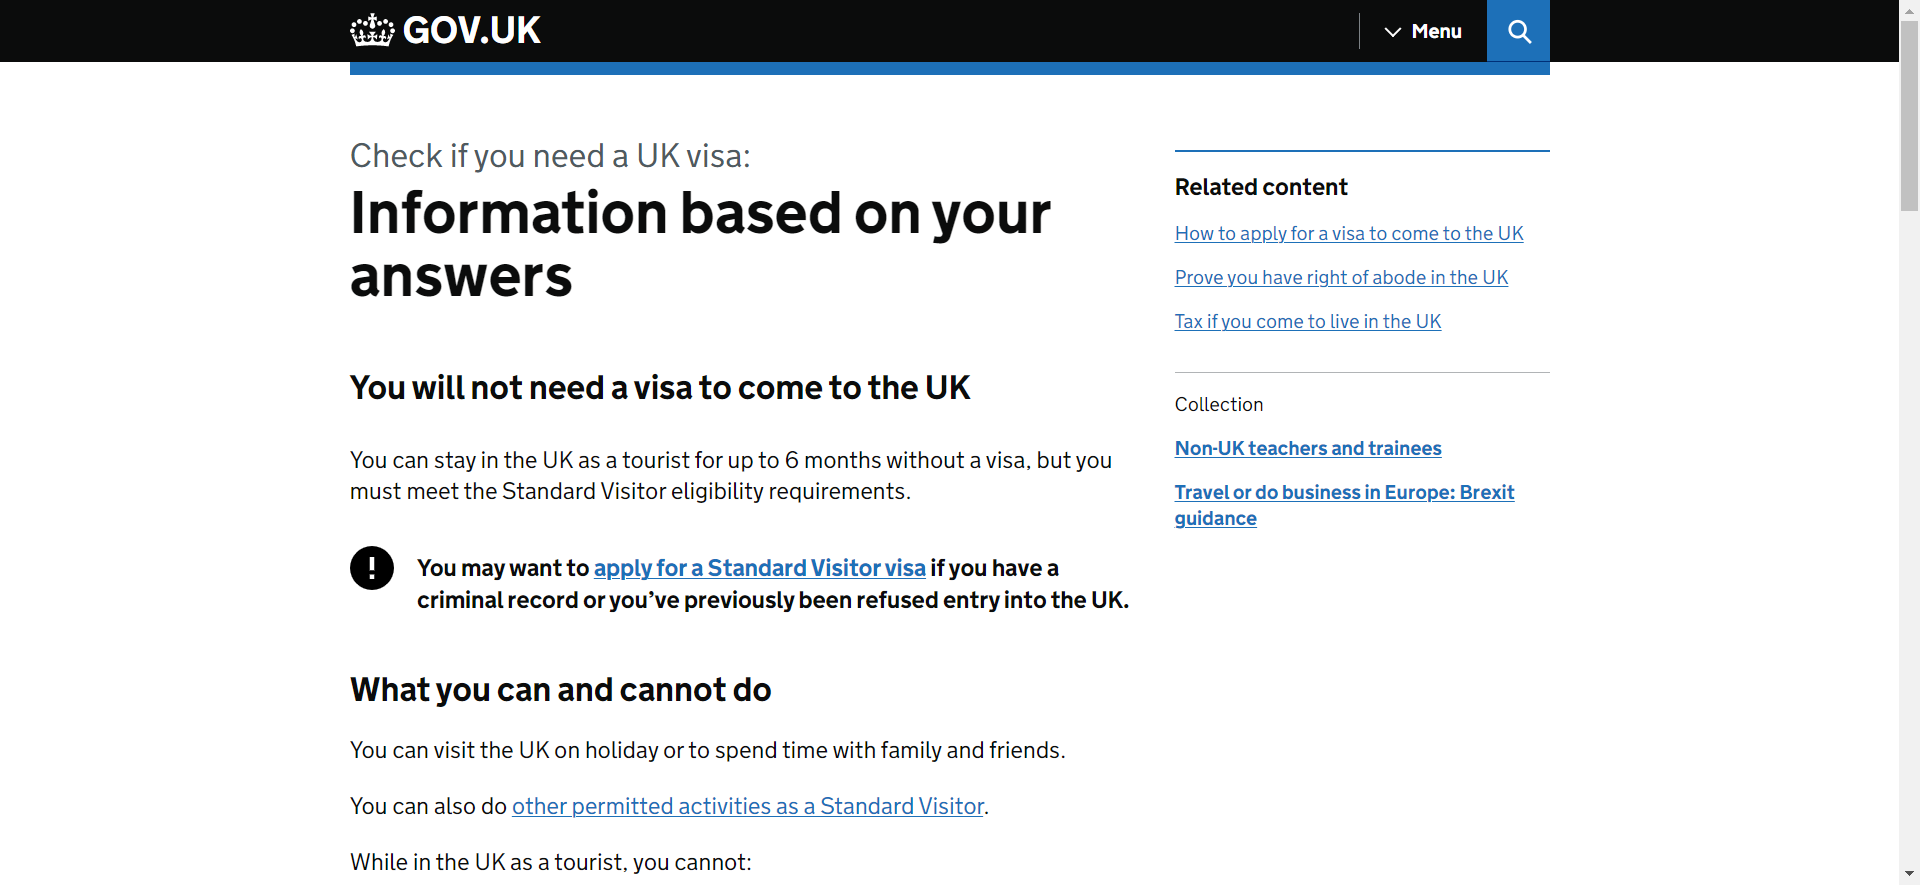 GOV.UK
Menu
Check if you need a UK visa:
Information based on your
answers
You will not need a visa to come to the UK
You can stay in the UK as a tourist for up to 6 months without a visa, but you
must meet the Standard Visitor eligibility requirements.
You may want to apply for a Standard Visitor visa if you have a
criminal record or you’ve previously been refused entry into the UK.
What you can and cannot do
You can visit the UK on holiday or to spend time with family and friends.
You can also do other permitted activities as a Standard Visitor.
While in the UK as a tourist, you cannot:
Related content
How to apply for a visa to come to the UK
Prove you have right of abode in the UK
Tax if you come to live in the UK
Collection
Non-UK teachers and trainees
Travel or do business in Europe: Brexit
guidance